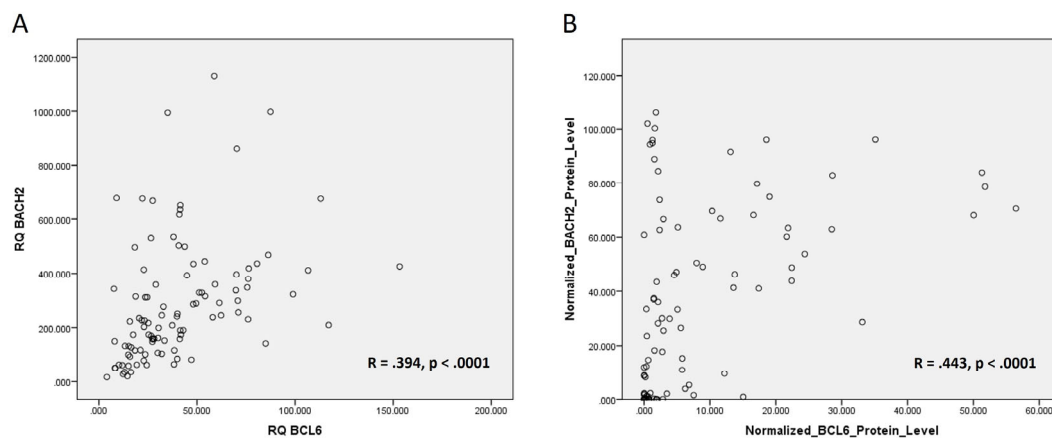 A
1200.000
1000.000
800.000
600.000
400.000
200.000
.000
RQ BACH2
.000 50.000 100.000 150.000 200.000
RQ BCL6
R = .394, p < .0001
B
120.000
100.000
80.000
60.000
40.000
20.000
.000
Normalized_BACH2_Protein_Level
.000 10.000 20.000 30.000 40.000 50.000 60.000
Normalized_BCL6_Protein_Level
R = .443, p < .0001